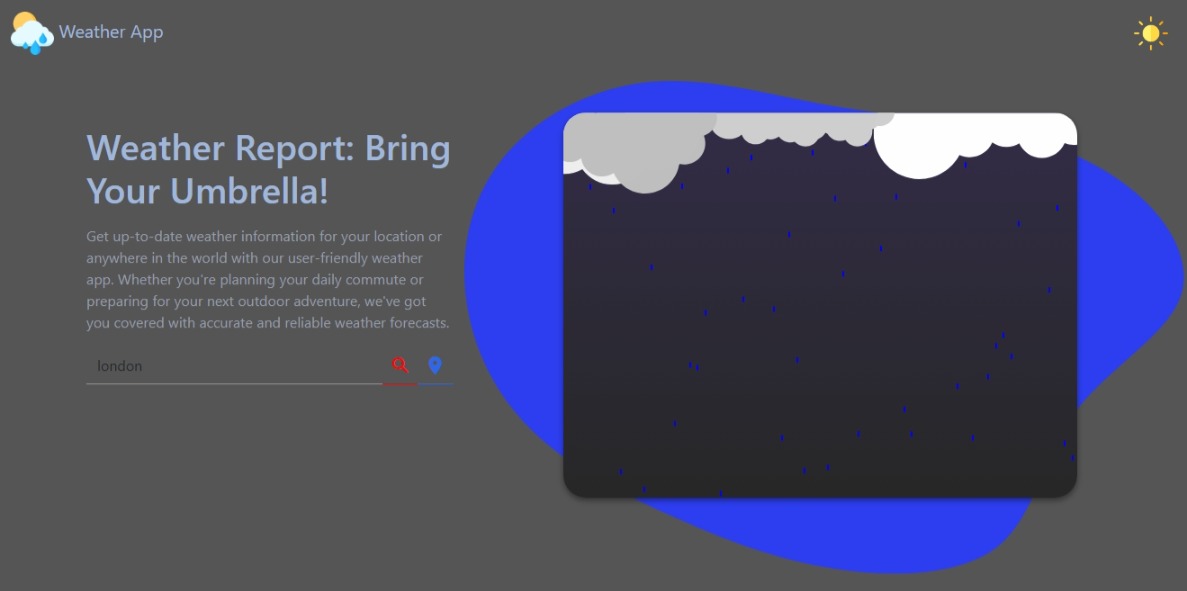 Weather App
Weather Report: Bring
Your Umbrella!
Get up-to-date weather information for your location or
anywhere in the world with our user-friendly weather
app. Whether you're planning your daily commute or
preparing for your next outdoor adventure, we've got
you covered with accurate and reliable weather forecasts.
london